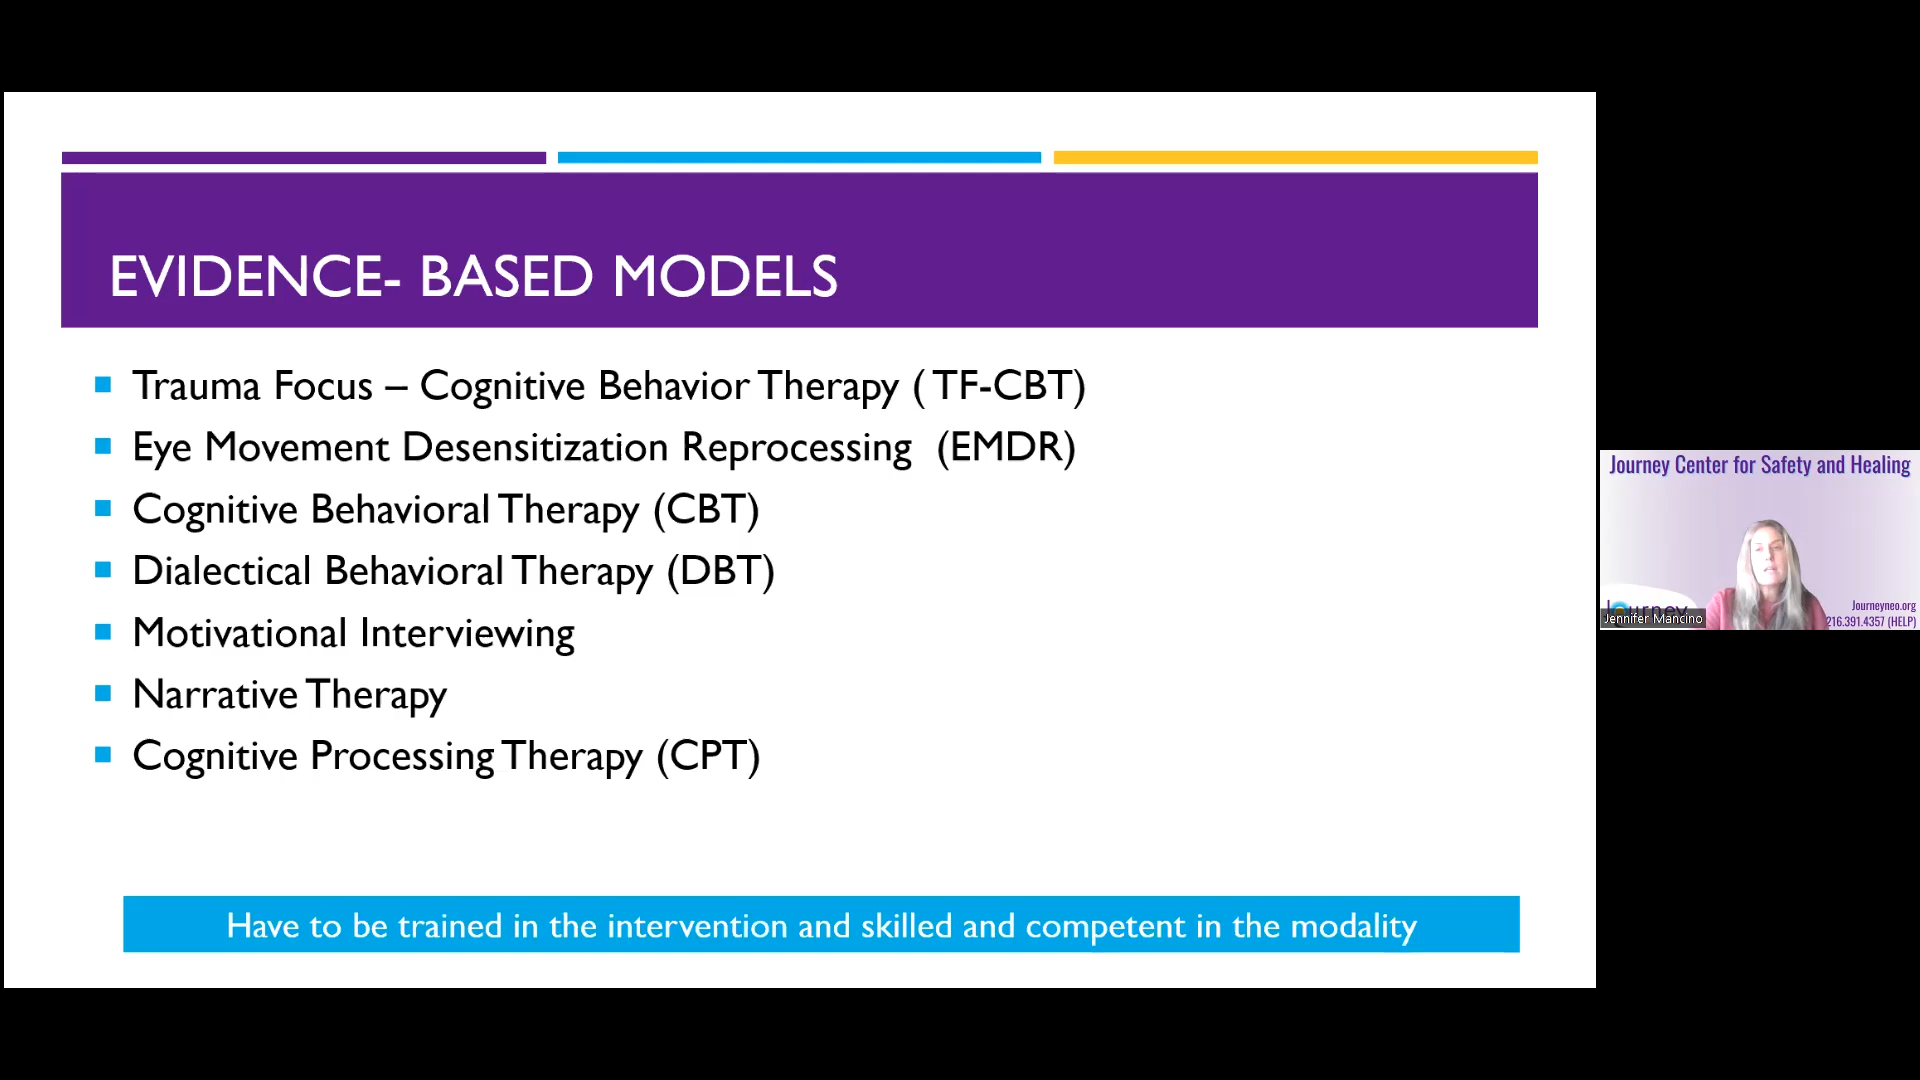 EVIDENCE- BASED MODELS
Trauma Focus – Cognitive Behavior Therapy ( TF-CBT)
Eye Movement Desensitization Reprocessing (EMDR)
Cognitive Behavioral Therapy (CBT)
Dialectical Behavioral Therapy (DBT)
Motivational Interviewing
Narrative Therapy
Cognitive Processing Therapy (CPT)
Have to be trained in the intervention and skilled and competent in the modality
Journey Center for Safety and Healing
Journey
Jennifer Mancino
Journeyneo.org
216.391.4357 (HELP)